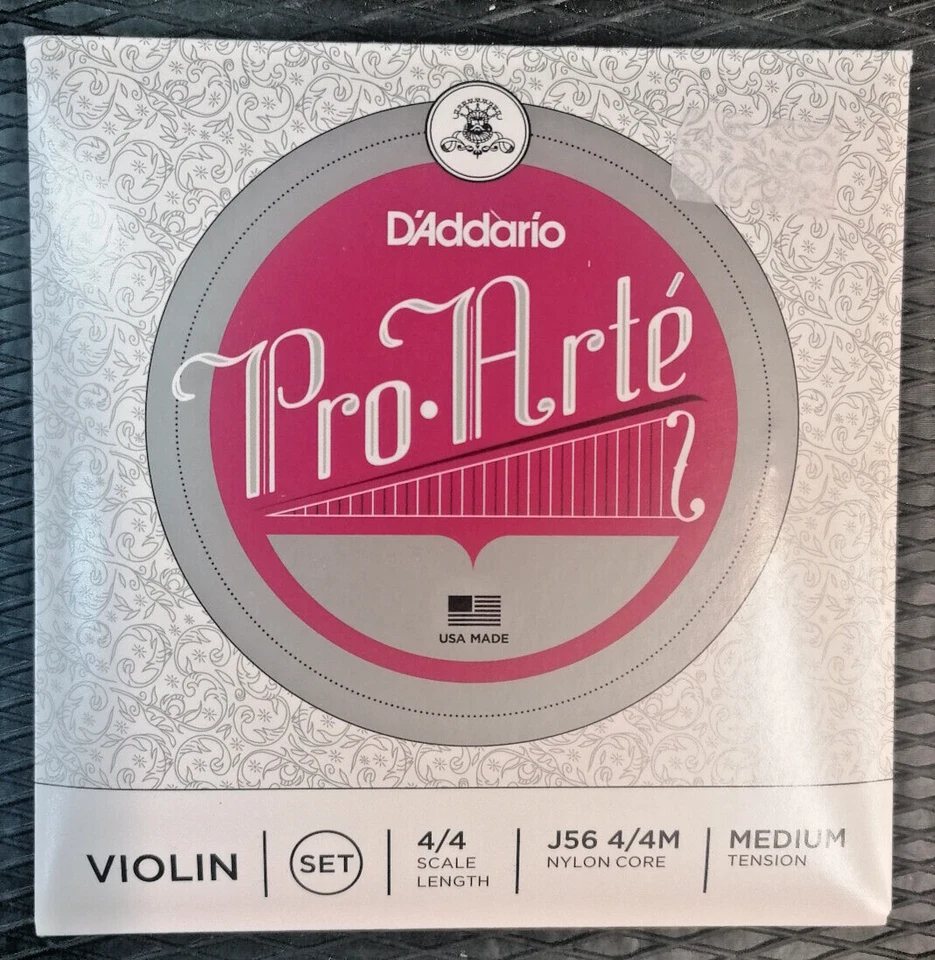 D'Addario
Pro•Arté
USA MADE
VIOLIN
SET
4/4
SCALE
LENGTH
J56 4/4M
NYLON CORE
MEDIUM
TENSION